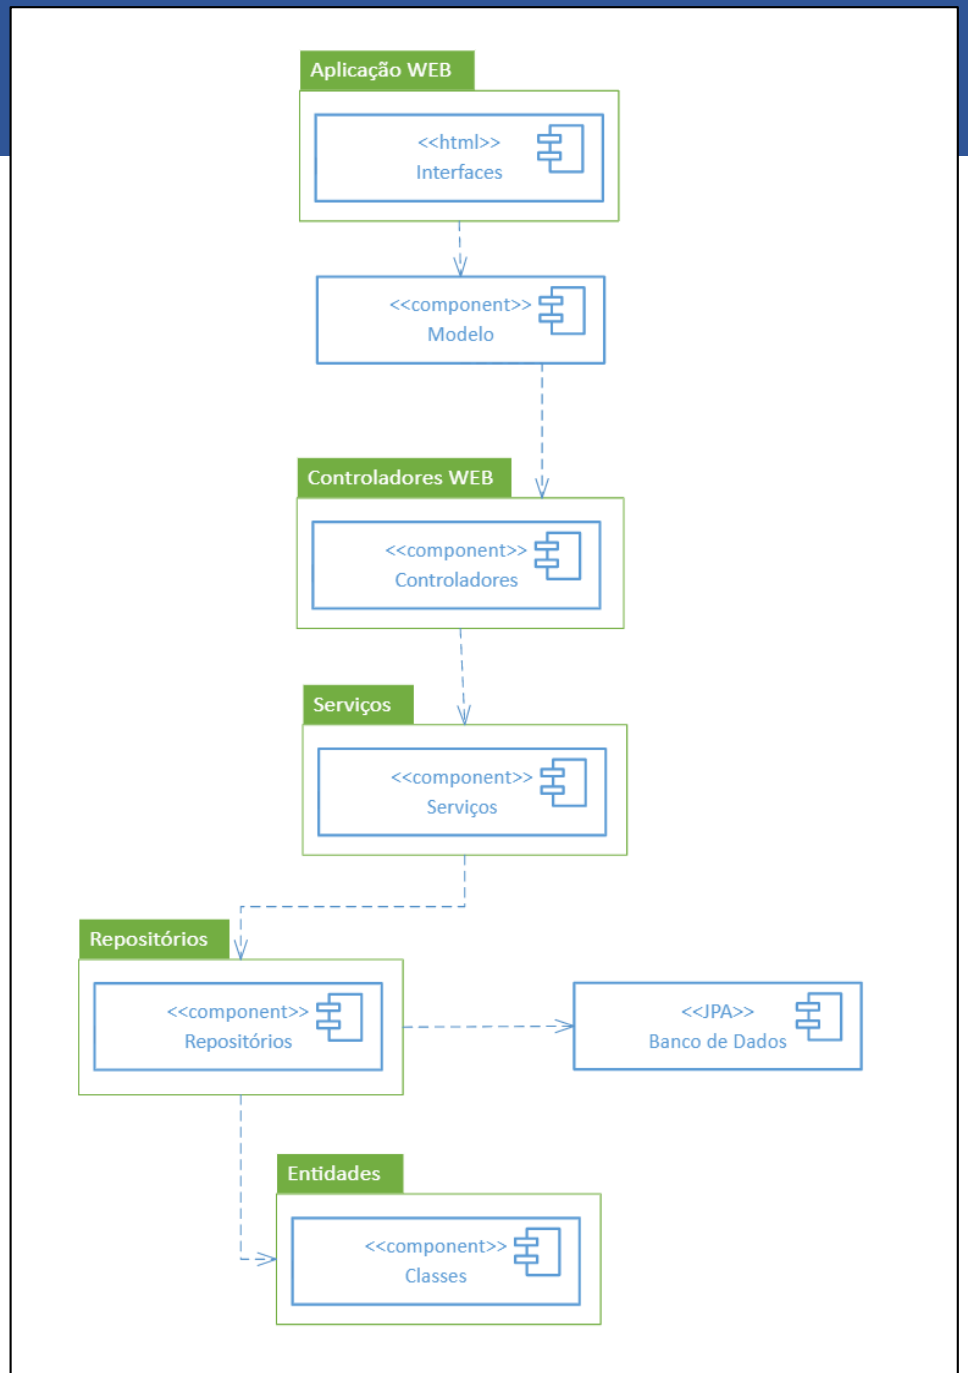 Aplicação WEB
<<html>>
Interfaces
<<component>>
Modelo
Controladores WEB
<<component>>
Controladores
Serviços
<<component>>
Serviços
Repositórios
<<component>>
Repositórios
<<JPA>>
Banco de Dados
Entidades
<<component>>
Classes